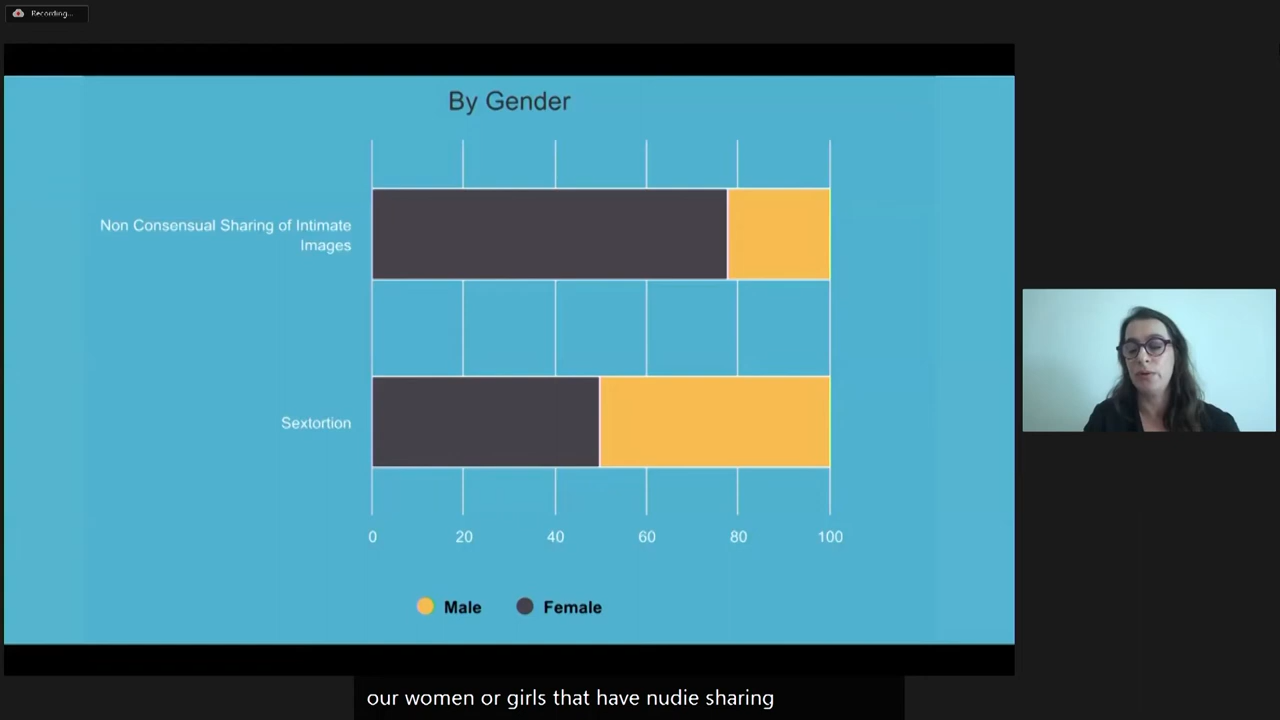 Recording...
By Gender
Non Consensual Sharing of Intimate
Images
Sextortion
0 20 40 60 80 100
Male Female
our women or girls that have nudie sharing